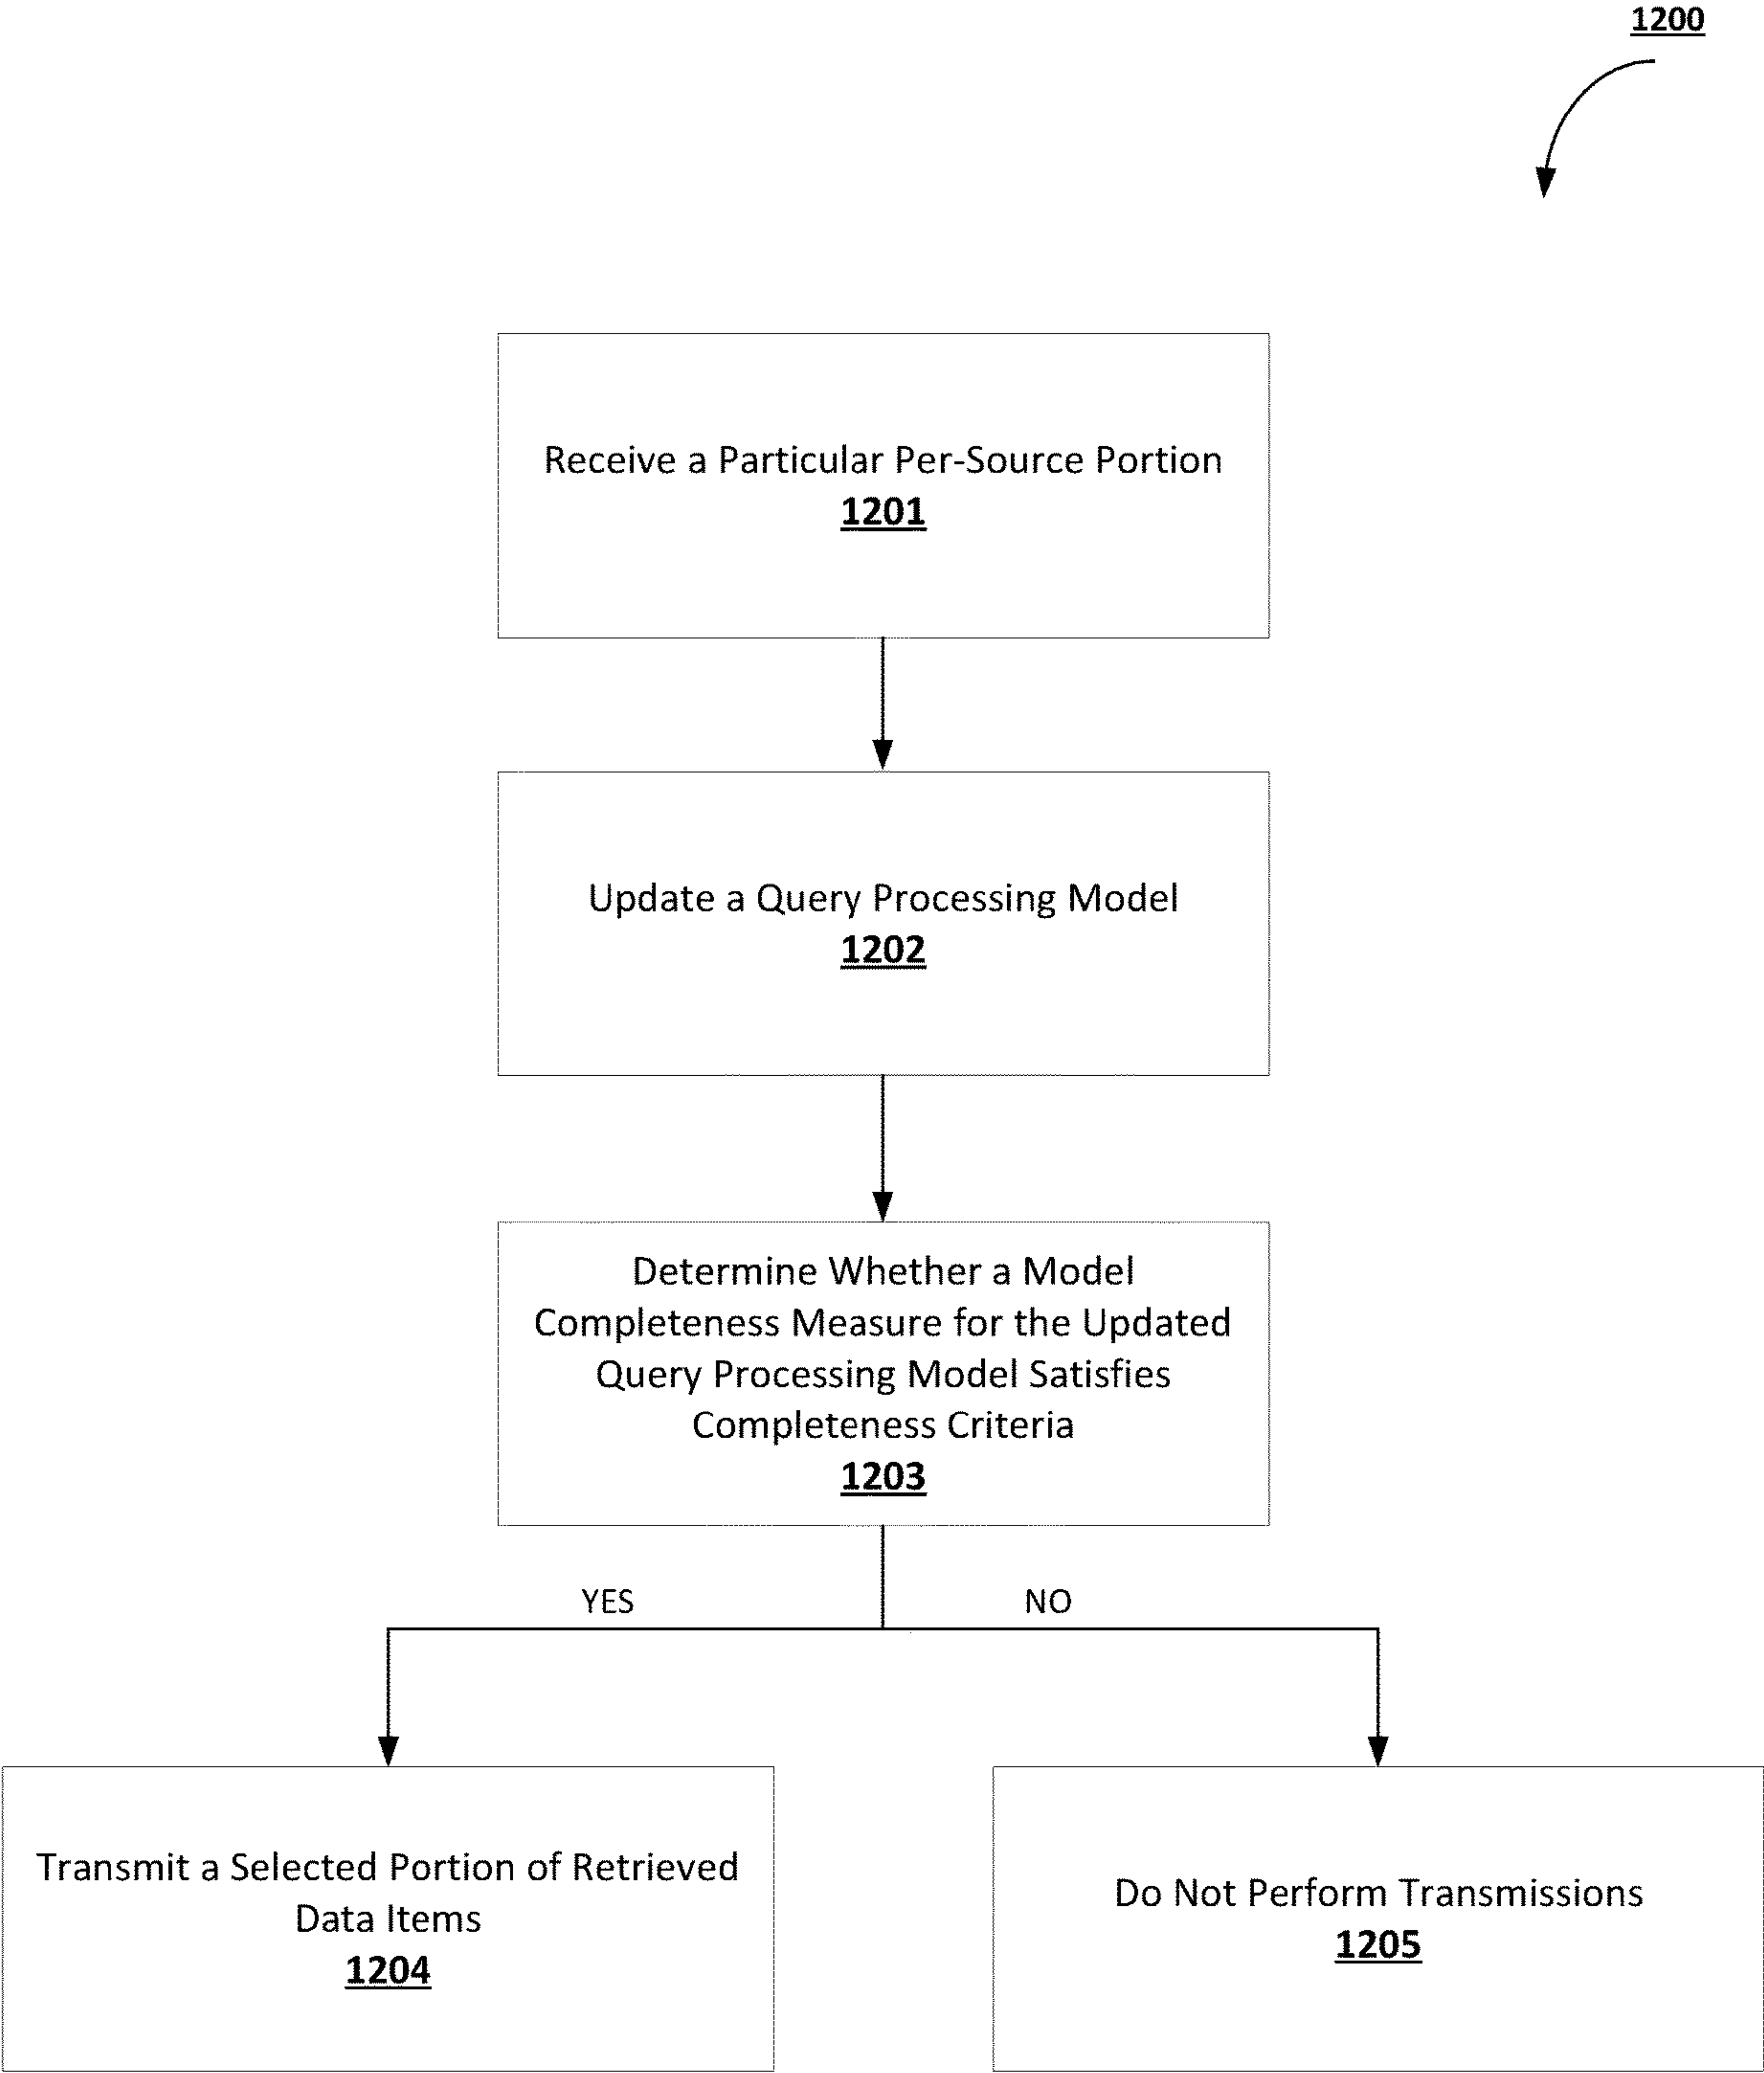 1200
Receive a Particular Per-Source Portion
1201
Update a Query Processing Model
1202
Determine Whether a Model
Completeness Measure for the Updated
Query Processing Model Satisfies
Completeness Criteria
1203
YES
NO
Transmit a Selected Portion of Retrieved
Data Items
1204
Do Not Perform Transmissions
1205